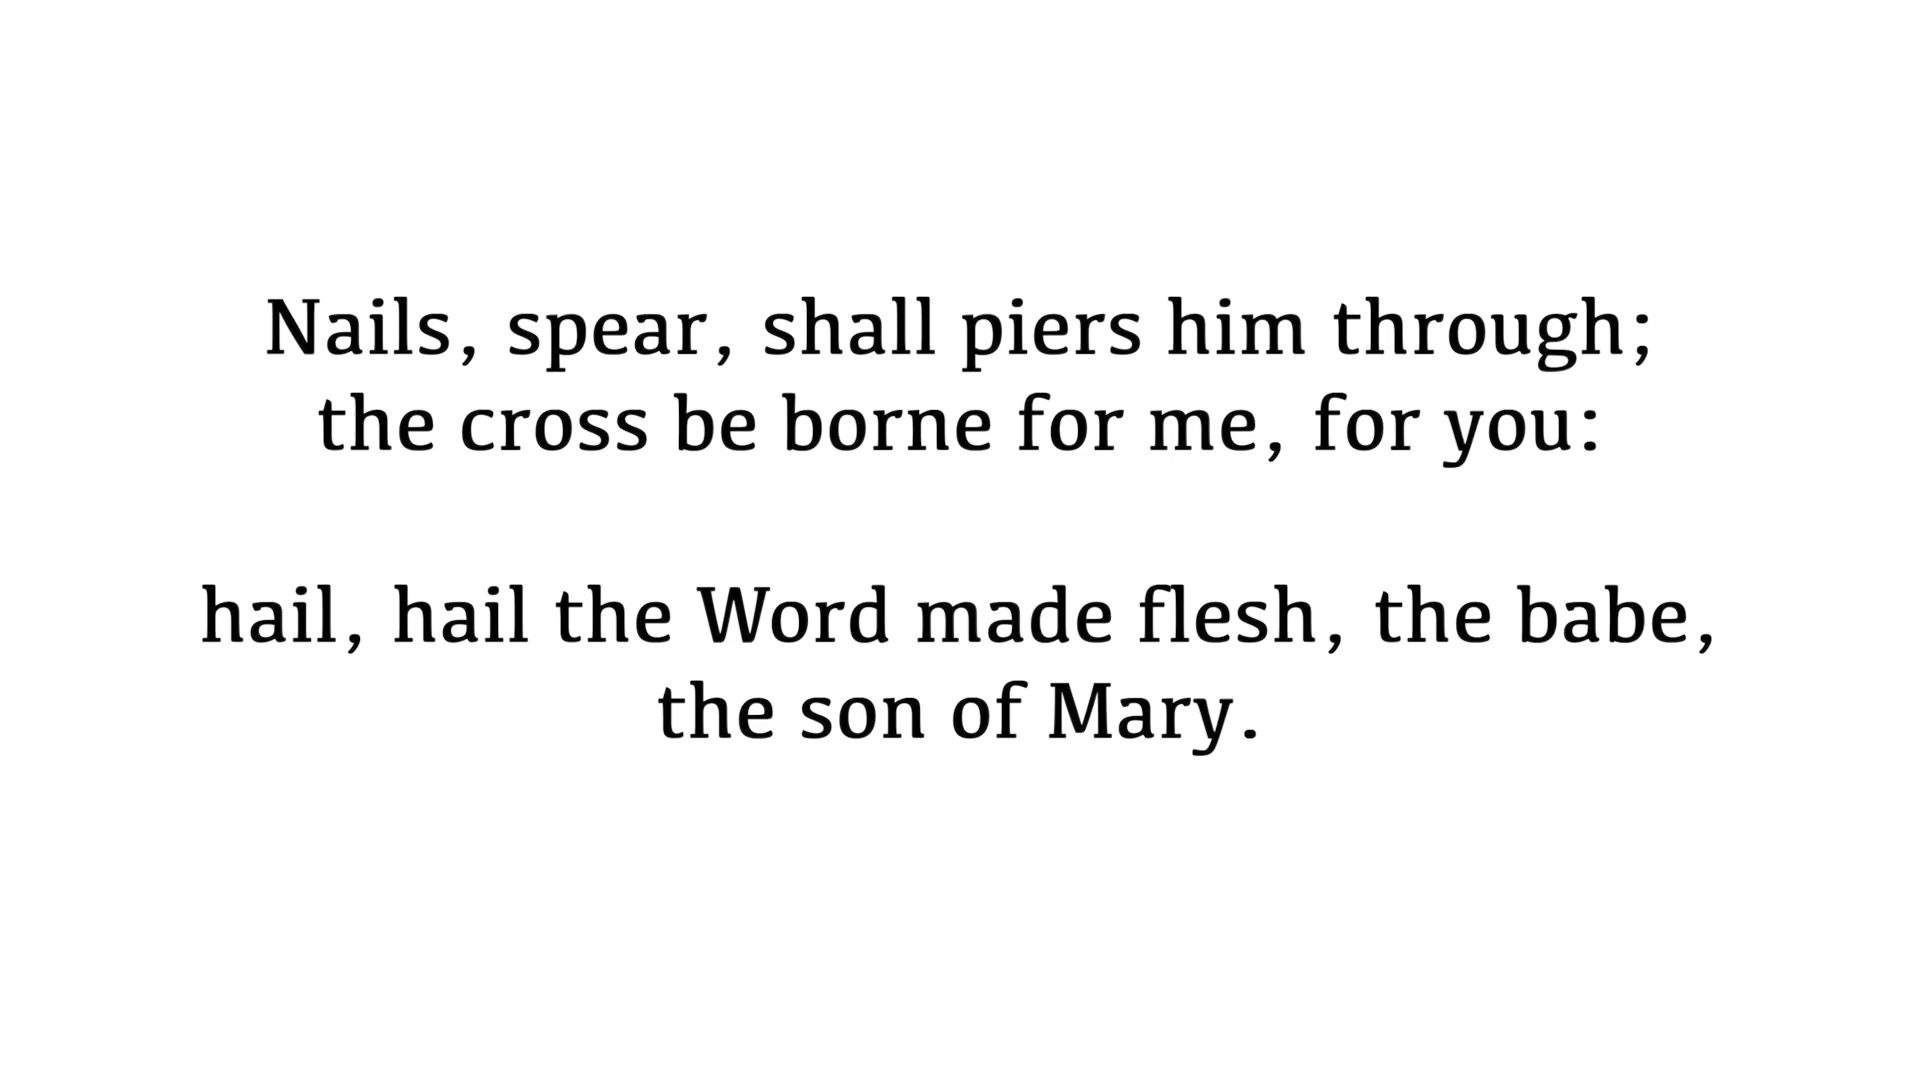 Nails, spear, shall piers him through;
the cross be borne for me, for you:
hail, hail the Word made flesh, the babe,
the son of Mary.